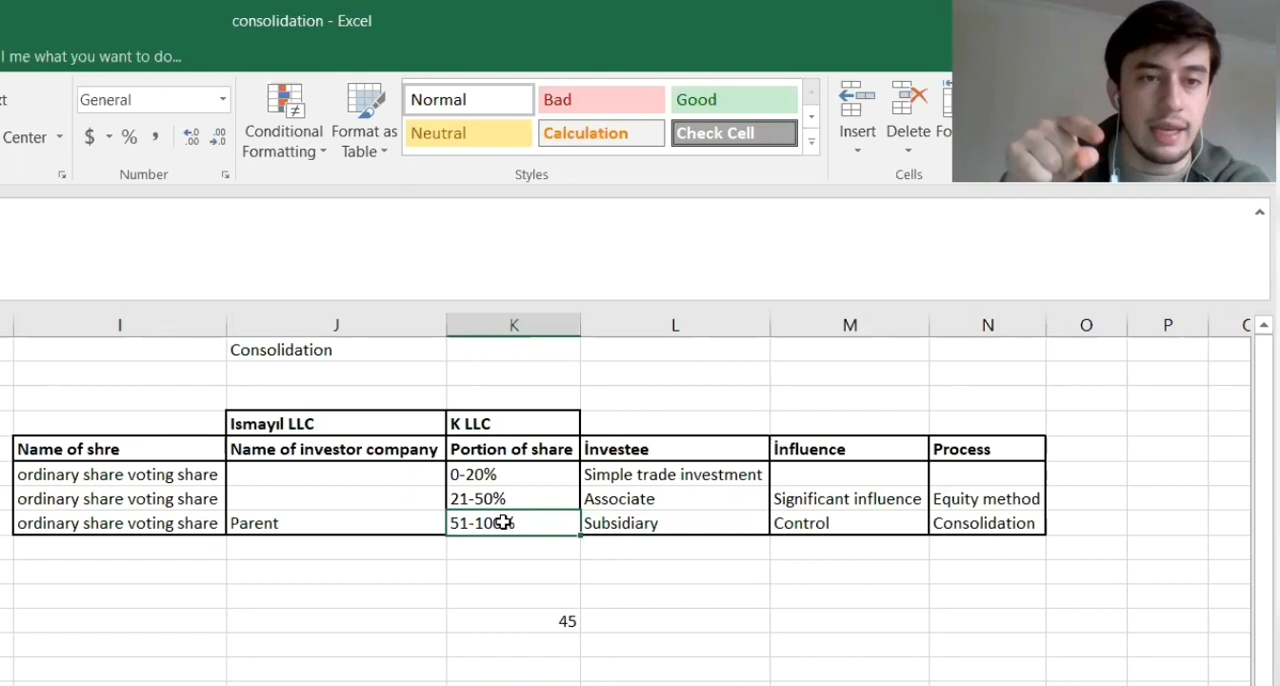 consolidation - Excel
l me what you want to do...
General
Center
$ % ,
Number
Conditional Formatting
Format as Table
Normal
Bad
Good
Neutral
Calculation
Check Cell
Styles
Insert
Delete
Fo
Cells
I J K L M N O P
Consolidation
Ismayıl LLC K LLC
Name of shre Name of investor company Portion of share İnvestee İnfluence Process
ordinary share voting share 0-20% Simple trade investment
ordinary share voting share 21-50% Associate Significant influence Equity method
ordinary share voting share Parent 51-100% Subsidiary Control Consolidation
45